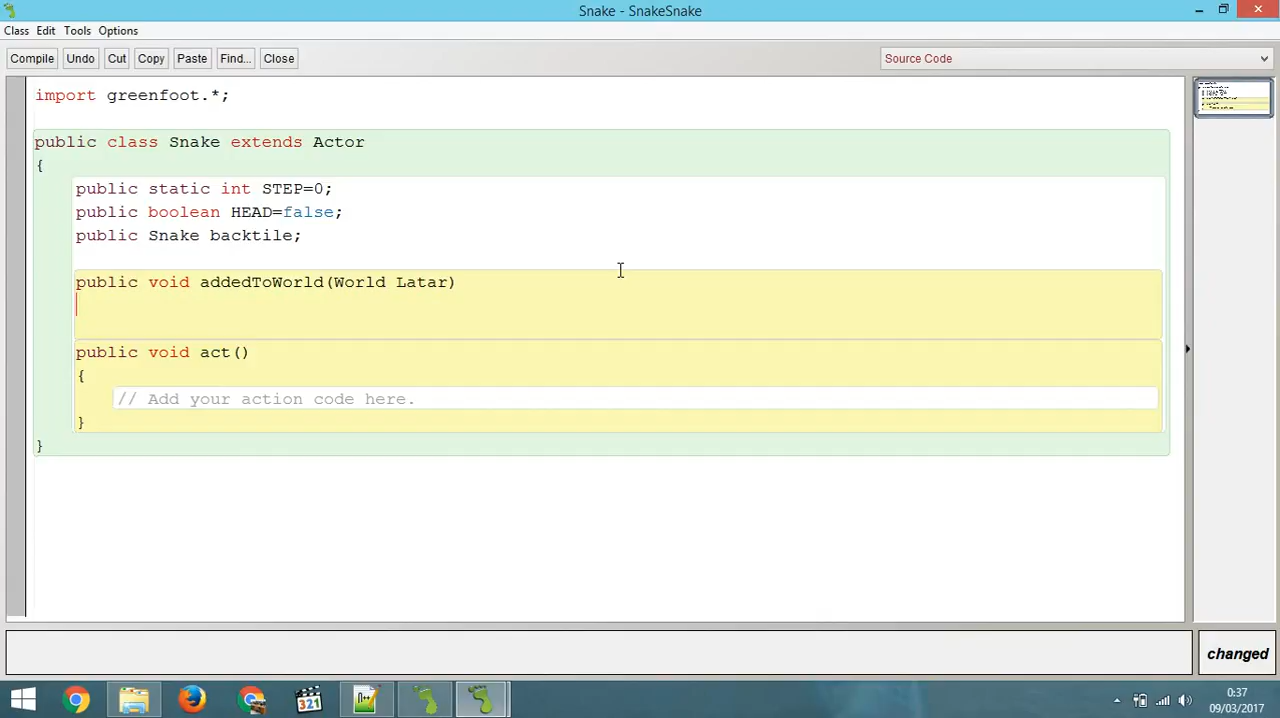 Snake - SnakeSnake
Class Edit Tools Options
Compile Undo Cut Copy Paste Find... Close Source Code
import greenfoot.*;
public class Snake extends Actor
{
public static int STEP=0;
public boolean HEAD=false;
public Snake backtile;
public void addedToWorld(World Latar)
public void act()
{
// Add your action code here.
}
}
changed
321
0:37
09/03/2017